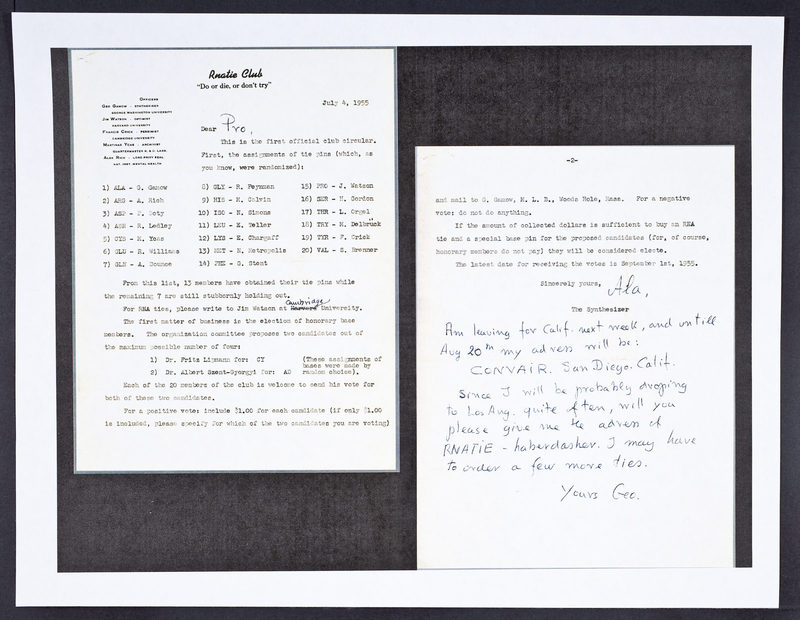 Rnatie Club
"Do or die, or don't try"
Officers
Geo Gamow - Synthesiser
George Washington University
Jim Watson - Optimist
Harvard University
Francis Crick - Pessimist
Cambridge University
Martinas Ycas - Archivist
Quartermaster R. & D. Labs.
Alex Rich - Lord Privy Seal
Nat. Inst. Mental Health
July 4, 1955
Dear Pro,
This is the first official club circular.
First, the assignments of tie pins (which, as
you know, were randomized):
1) ALA - G. Gamow
2) ARG - A. Rich
3) ASP - P. Doty
4) ASN - R. Ledley
5) CYS - M. Ycas
6) GLU - R. Williams
7) GLN - A. Dounce
8) GLY - R. Feynman
9) HIS - M. Calvin
10) ISO - N. Simons
11) LEU - E. Teller
12) LYS - E. Chargaff
13) MET - N. Metropolis
14) PHE - G. Stent
15) PRO - J. Watson
16) SER - H. Gordon
17) THR - L. Orgel
18) TRY - M. Delbrück
19) TYR - F. Crick
20) VAL - S. Brenner
From this list, 13 members have obtained their tie pins while
the remaining 7 are still stubbornly holding out.
Cambridge
For RNA ties, please write to Jim Watson at Harvard University.
The first matter of business is the election of honorary base
members. The organization committee proposes two candidates out of
the maximum possible number of four:
1) Dr. Fritz Lipmann for: CY (These assignments of
bases were made by
2) Dr. Albert Szent-Gyorgyi for: AD random choice).
Each of the 20 members of the club is welcome to send his vote for
both of these two candidates.
For a positive vote: include $1.00 for each candidate (if only $1.00
is included, please specify for which of the two candidates you are voting)
-2-
and mail to G. Gamow, M. L. B., Woods Hole, Mass. For a negative
vote: do not do anything.
If the amount of collected dollars is sufficient to buy an RNA
tie and a special base pin for the proposed candidates (for, of course,
honorary members do not pay) they will be considered electe.
The latest date for receiving the votes is September 1st, 1955.
Sincerely yours,
Ala,
The Synthesizer
Am leaving for Calif. next week, and untill
Aug 20th my adress will be:
CONVAIR. San Diego. Calif.
Since I will be probably droping
to Los Ang. quite often, will you
please give me the adress of
RNATIE - haberdasher. I may have
to order a few more ties.
Yours Geo.